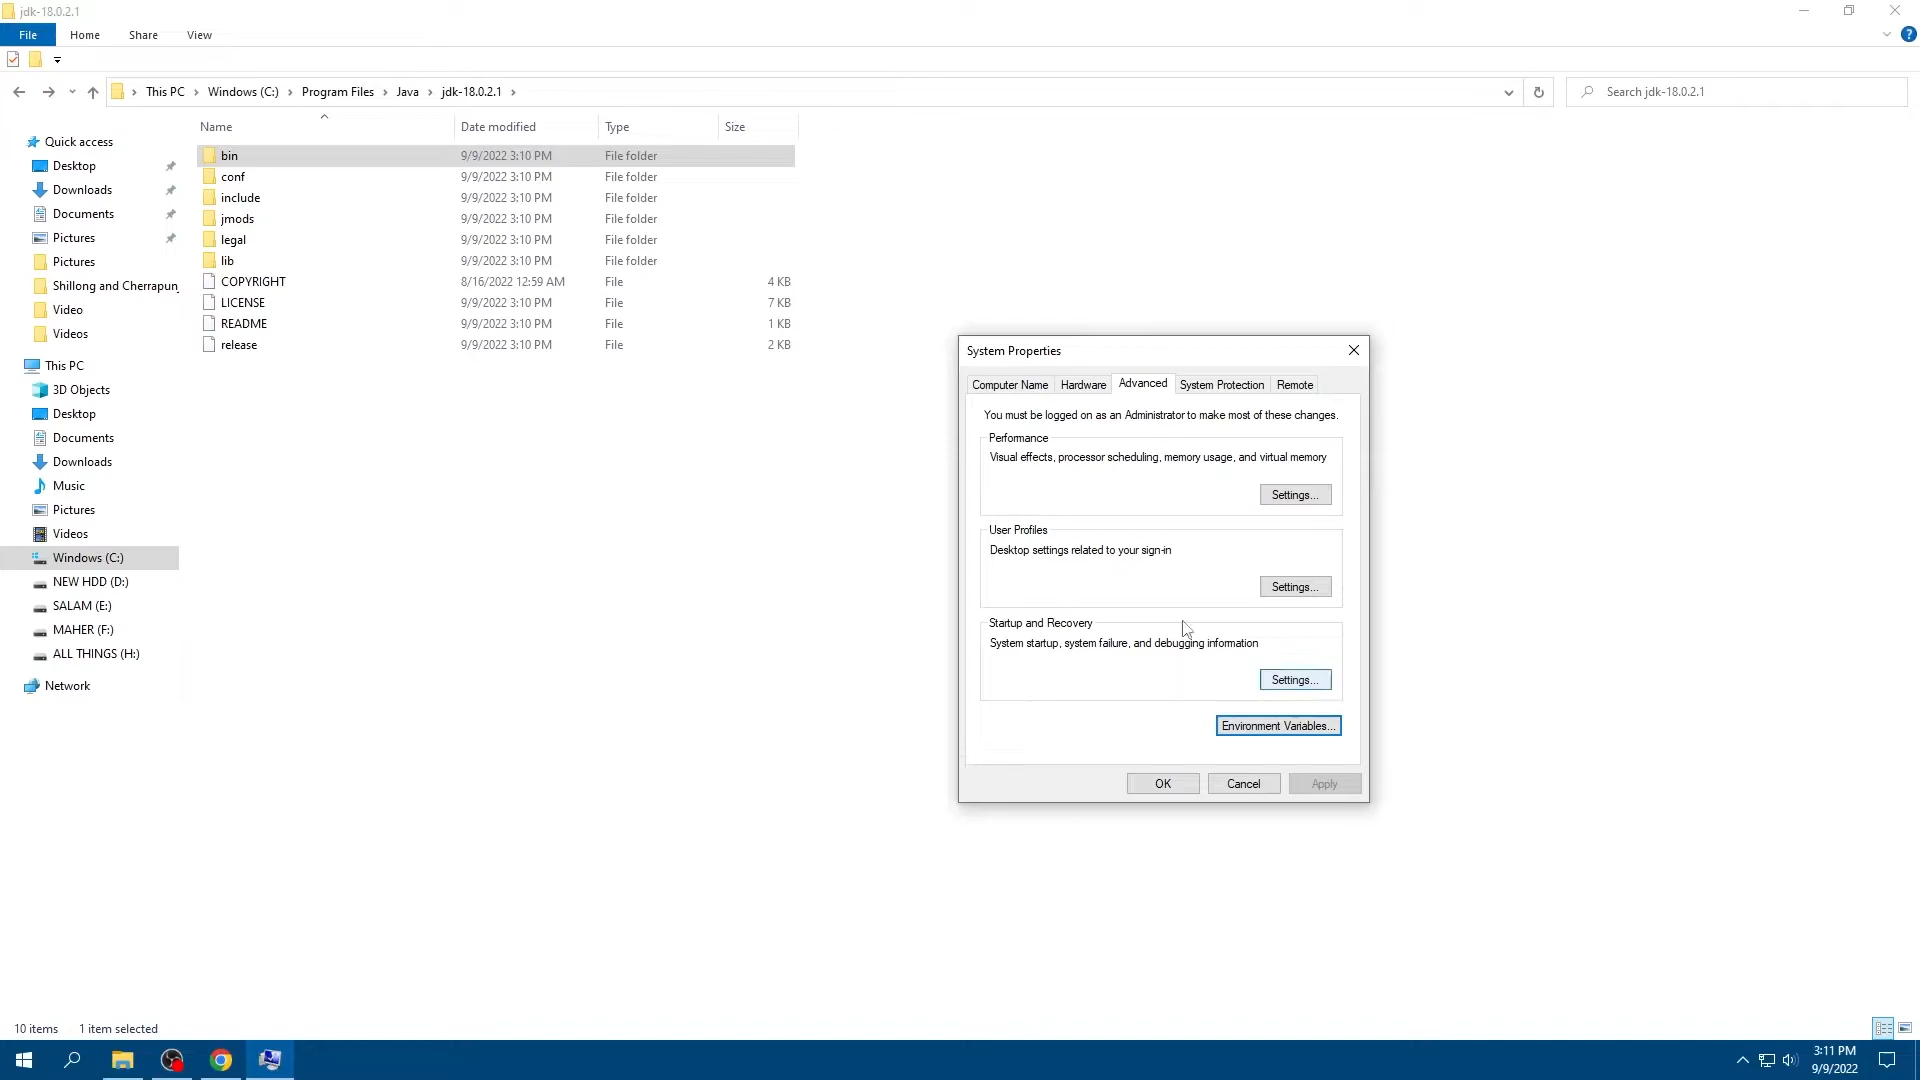 jdk-18.0.2.1
File Home Share View
This PC Windows (C:) Program Files Java jdk-18.0.2.1
Search jdk-18.0.2.1
Name Date modified Type Size
Quick access
Desktop
Downloads
Documents
Pictures
Pictures
Shillong and Cherrapun
Video
Videos
This PC
3D Objects
Desktop
Documents
Downloads
Music
Pictures
Videos
Windows (C:)
NEW HDD (D:)
SALAM (E:)
MAHER (F:)
ALL THINGS (H:)
Network
bin 9/9/2022 3:10 PM File folder
conf 9/9/2022 3:10 PM File folder
include 9/9/2022 3:10 PM File folder
jmods 9/9/2022 3:10 PM File folder
legal 9/9/2022 3:10 PM File folder
lib 9/9/2022 3:10 PM File folder
COPYRIGHT 8/16/2022 12:59 AM File 4 KB
LICENSE 9/9/2022 3:10 PM File 7 KB
README 9/9/2022 3:10 PM File 1 KB
release 9/9/2022 3:10 PM File 2 KB
System Properties
Computer Name Hardware Advanced System Protection Remote
You must be logged on as an Administrator to make most of these changes.
Performance
Visual effects, processor scheduling, memory usage, and virtual memory
Settings...
User Profiles
Desktop settings related to your sign-in
Settings...
Startup and Recovery
System startup, system failure, and debugging information
Settings...
Environment Variables...
OK Cancel Apply
10 items 1 item selected
3:11 PM
9/9/2022